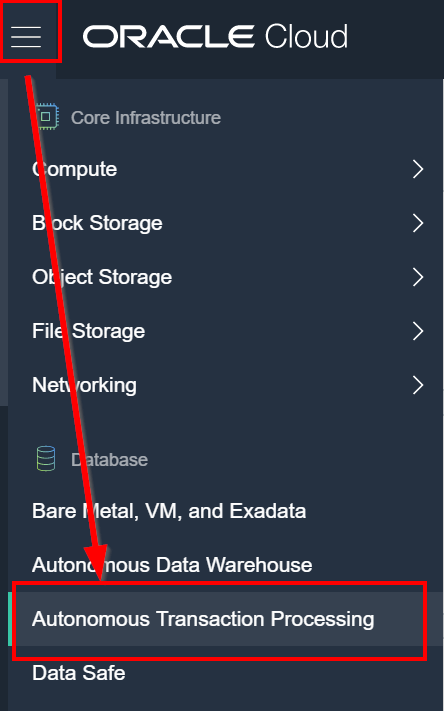 ORACLE Cloud
Core Infrastructure
Compute
Block Storage
Object Storage
File Storage
Networking
Database
Bare Metal, VM, and Exadata
Autonomous Data Warehouse
Autonomous Transaction Processing
Data Safe